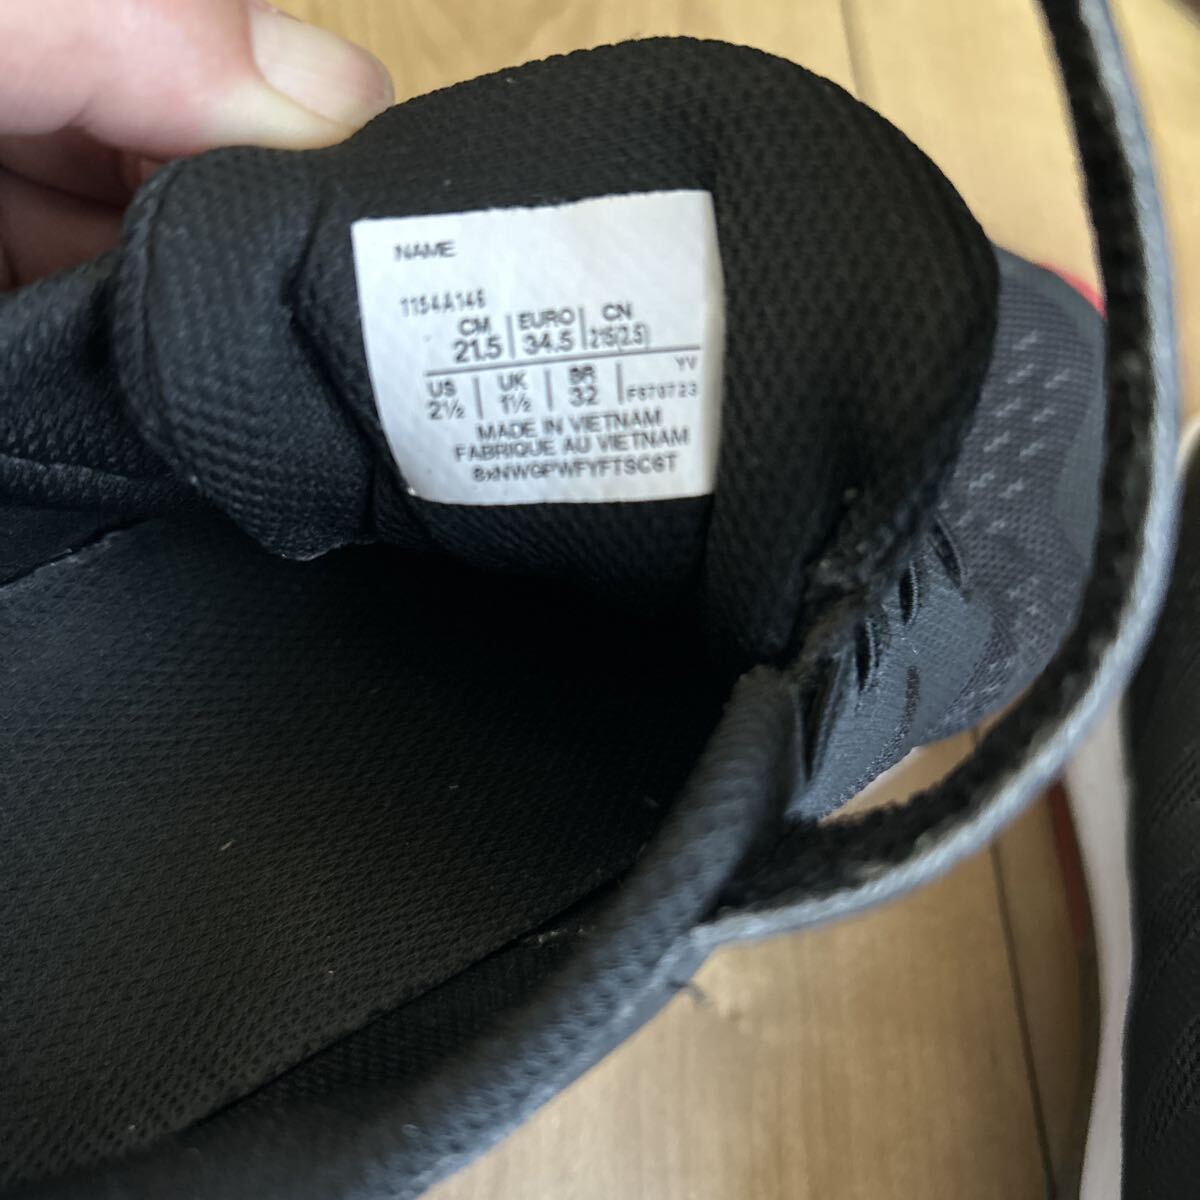 NAME
1154A146
CM EURO CN
21.5 34.5 215(2.5)
US UK BR YV
2½ 1½ 32 F670723
MADE IN VIETNAM
FABRIQUE AU VIETNAM